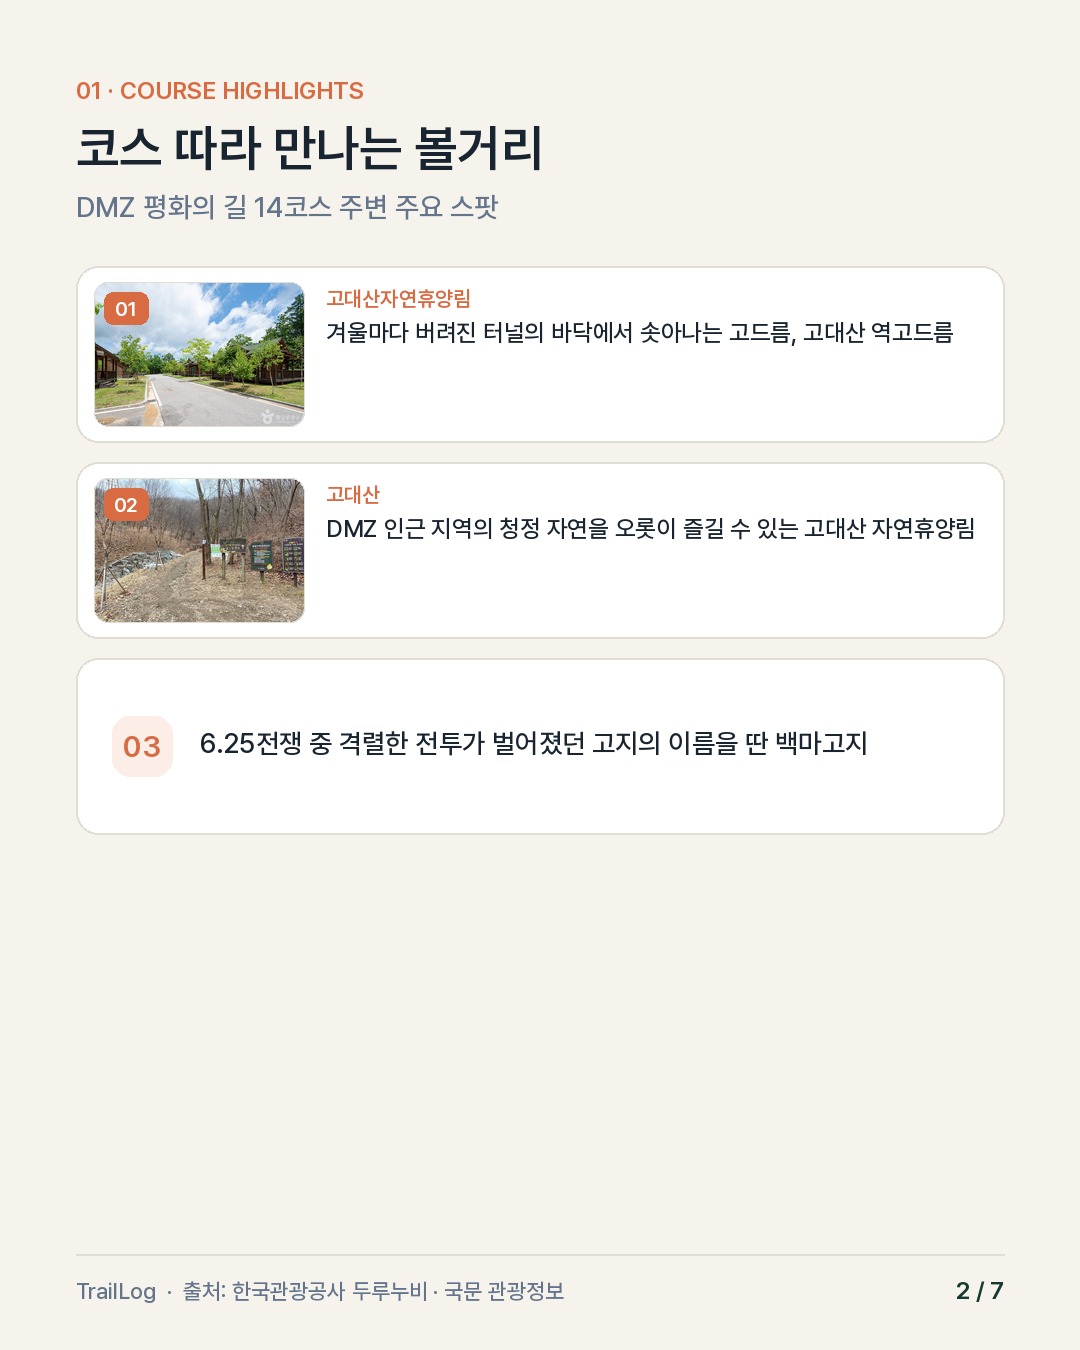 01 · COURSE HIGHLIGHTS
코스 따라 만나는 볼거리
DMZ 평화의 길 14코스 주변 주요 스팟
01
고대산자연휴양림
겨울마다 버려진 터널의 바닥에서 솟아나는 고드름, 고대산 역고드름
02
고대산
DMZ 인근 지역의 청정 자연을 오롯이 즐길 수 있는 고대산 자연휴양림
03
6.25전쟁 중 격렬한 전투가 벌어졌던 고지의 이름을 딴 백마고지
TrailLog · 출처: 한국관광공사 두루누비 · 국문 관광정보
2 / 7